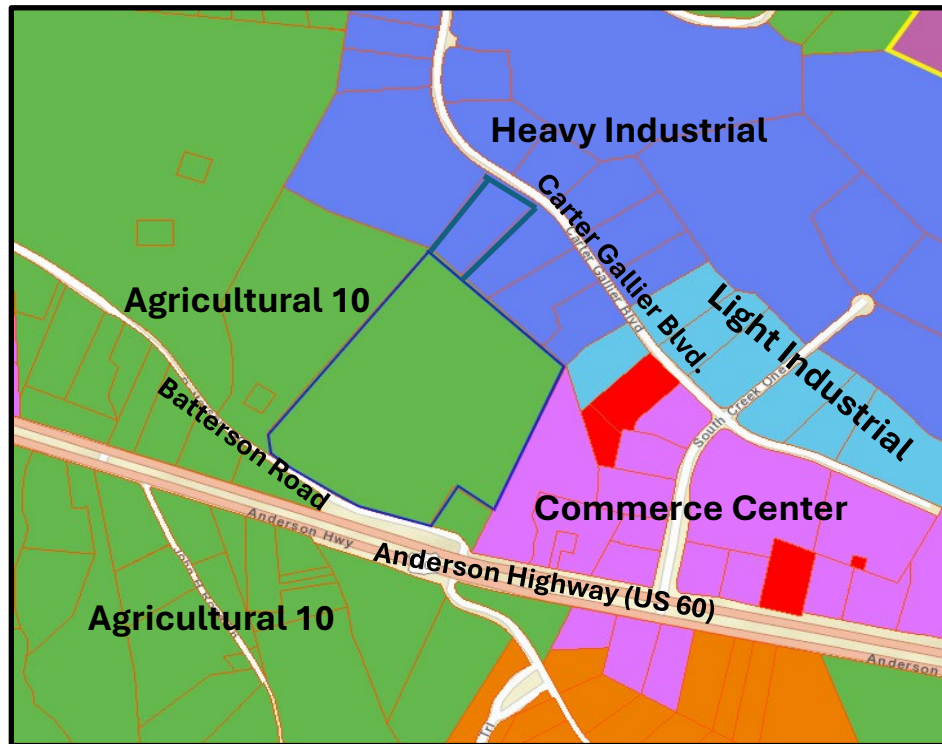 Heavy Industrial
Carter Gallier Blvd.
Carter Gallier Blvd
Agricultural 10
Light Industrial
South Creek One
Batterson Road
Commerce Center
Anderson Hwy
Anderson Highway (US 60)
Agricultural 10
Anderson